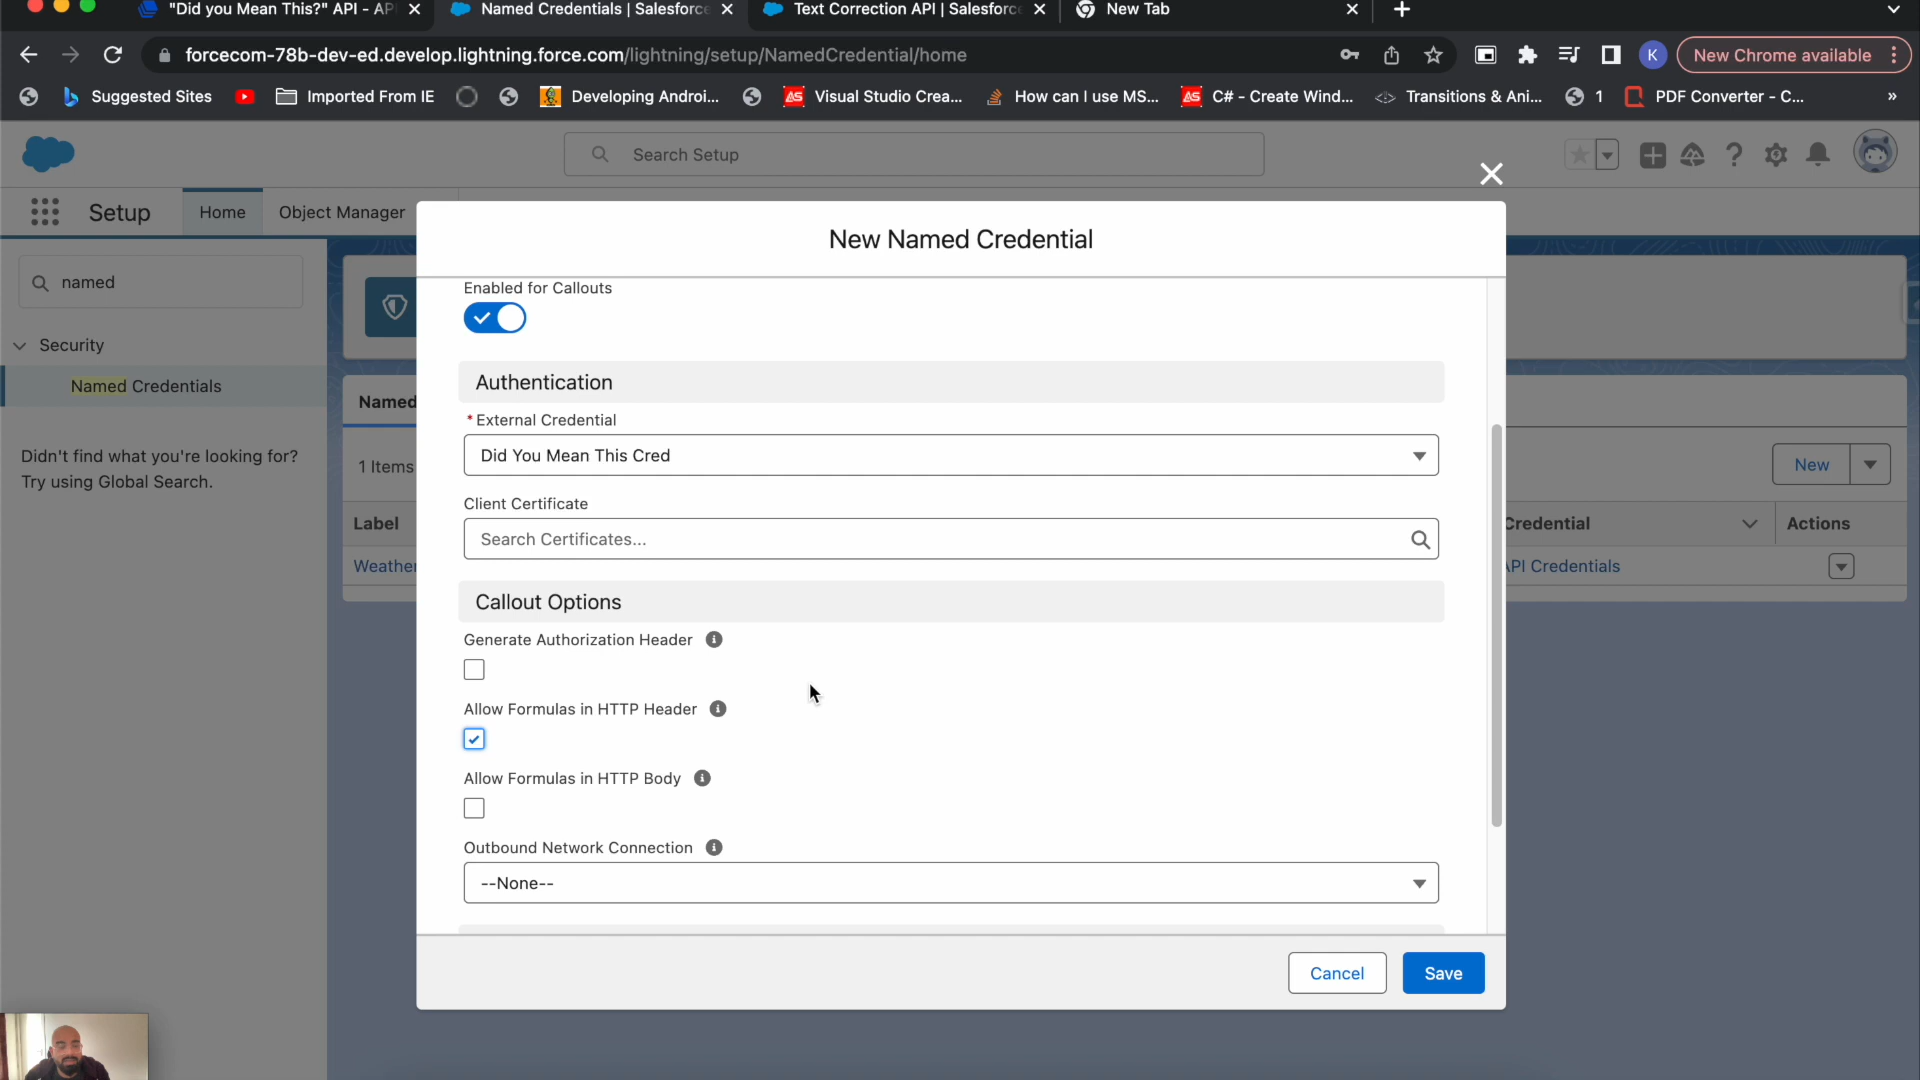 "Did you Mean This?" API - AP
Named Credentials | Salesforce
Text Correction API | Salesforce
New Tab
forcecom-78b-dev-ed.develop.lightning.force.com/lightning/setup/NamedCredential/home
K
New Chrome available
Suggested Sites
Imported From IE
Developing Androi...
Visual Studio Crea...
How can I use MS...
C# - Create Wind...
Transitions & Ani...
1
PDF Converter - C...
»
Search Setup
Setup
Home
Object Manager
New Named Credential
named
Security
Named Credentials
Didn't find what you're looking for?
Try using Global Search.
Named
1 Items
Label
Weather
Enabled for Callouts
Authentication
* External Credential
Did You Mean This Cred
Client Certificate
Search Certificates...
Callout Options
Generate Authorization Header
Allow Formulas in HTTP Header
Allow Formulas in HTTP Body
Outbound Network Connection
--None--
Cancel
Save
New
Credential
Actions
API Credentials